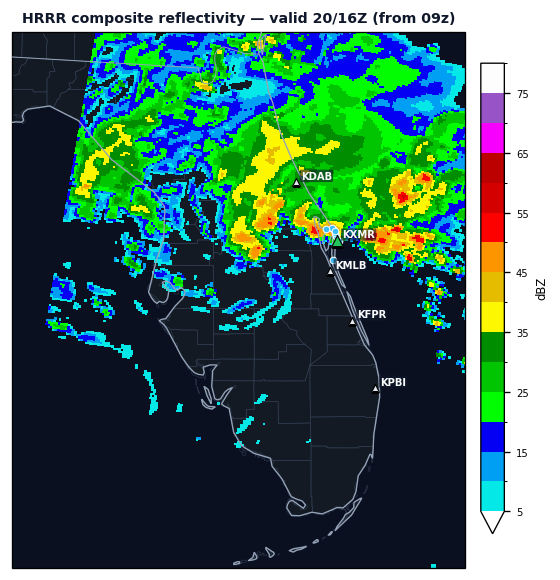 HRRR composite reflectivity — valid 20/16Z (from 09z)
KDAB
KXMR
KMLB
KFPR
KPBI
75
65
55
45
35
25
15
5
dBZ